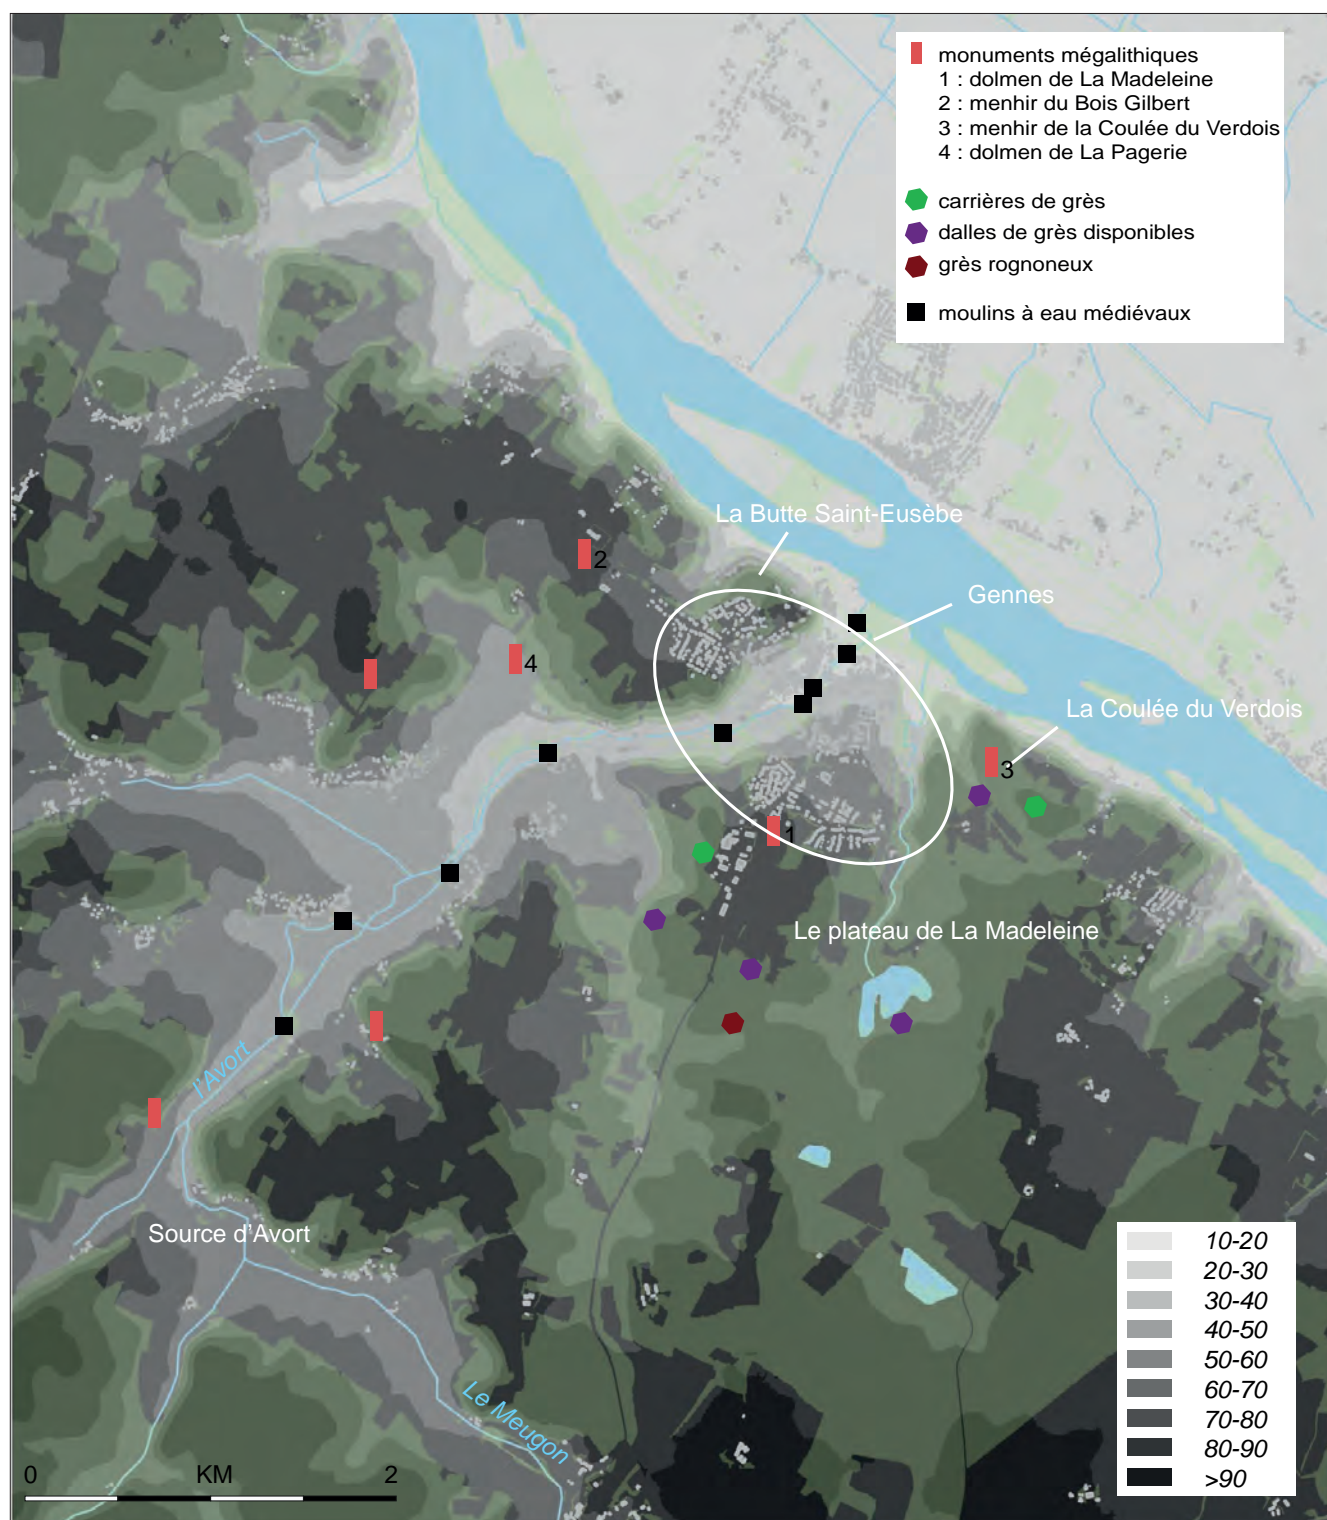 monuments mégalithiques
1 : dolmen de La Madeleine
2 : menhir du Bois Gilbert
3 : menhir de la Coulée du Verdois
4 : dolmen de La Pagerie
carrières de grès
dalles de grès disponibles
grès rognoneux
moulins à eau médiévaux
La Butte Saint-Eusèbe
2
Gennes
4
La Coulée du Verdois
3
1
Le plateau de La Madeleine
l'Avort
Source d'Avort
Le Meugon
0 KM 2
10-20
20-30
30-40
40-50
50-60
60-70
70-80
80-90
>90